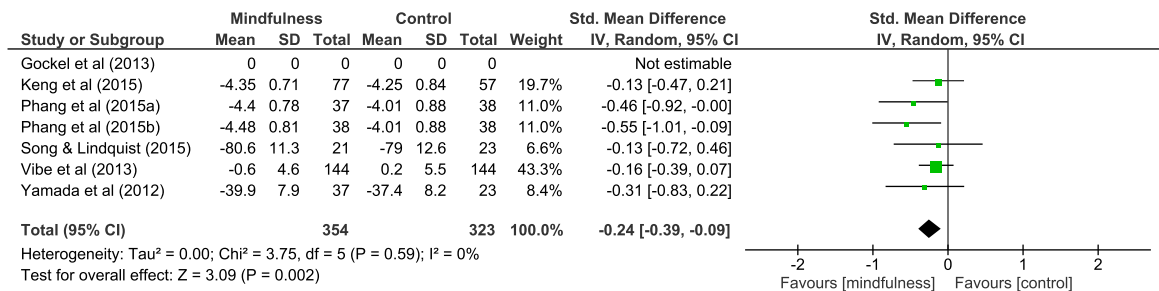 Mindfulness Control Std. Mean Difference Std. Mean Difference
Study or Subgroup Mean SD Total Mean SD Total Weight IV, Random, 95% CI IV, Random, 95% CI
Gockel et al (2013) 0 0 0 0 0 0 Not estimable
Keng et al (2015) -4.35 0.71 77 -4.25 0.84 57 19.7% -0.13 [-0.47, 0.21]
Phang et al (2015a) -4.4 0.78 37 -4.01 0.88 38 11.0% -0.46 [-0.92, -0.00]
Phang et al (2015b) -4.48 0.81 38 -4.01 0.88 38 11.0% -0.55 [-1.01, -0.09]
Song & Lindquist (2015) -80.6 11.3 21 -79 12.6 23 6.6% -0.13 [-0.72, 0.46]
Vibe et al (2013) -0.6 4.6 144 0.2 5.5 144 43.3% -0.16 [-0.39, 0.07]
Yamada et al (2012) -39.9 7.9 37 -37.4 8.2 23 8.4% -0.31 [-0.83, 0.22]
Total (95% CI) 354 323 100.0% -0.24 [-0.39, -0.09]
Heterogeneity: Tau² = 0.00; Chi² = 3.75, df = 5 (P = 0.59); I² = 0%
Test for overall effect: Z = 3.09 (P = 0.002)
-2 -1 0 1 2
Favours [mindfulness] Favours [control]